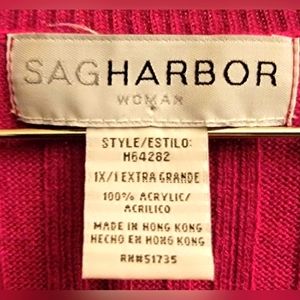 SAGHARBOR
WOMAN
STYLE/ESTILO:
H64282
1X/1 EXTRA GRANDE
100% ACRYLIC/
ACRILICO
MADE IN HONG KONG
HECHO EN HONG KONG
RN#51735